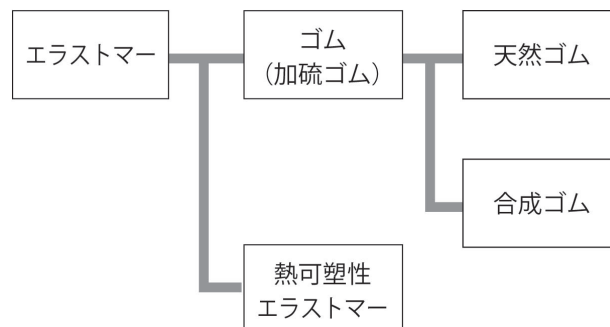 エラストマー
ゴム
（加硫ゴム）
天然ゴム
合成ゴム
熱可塑性
エラストマー